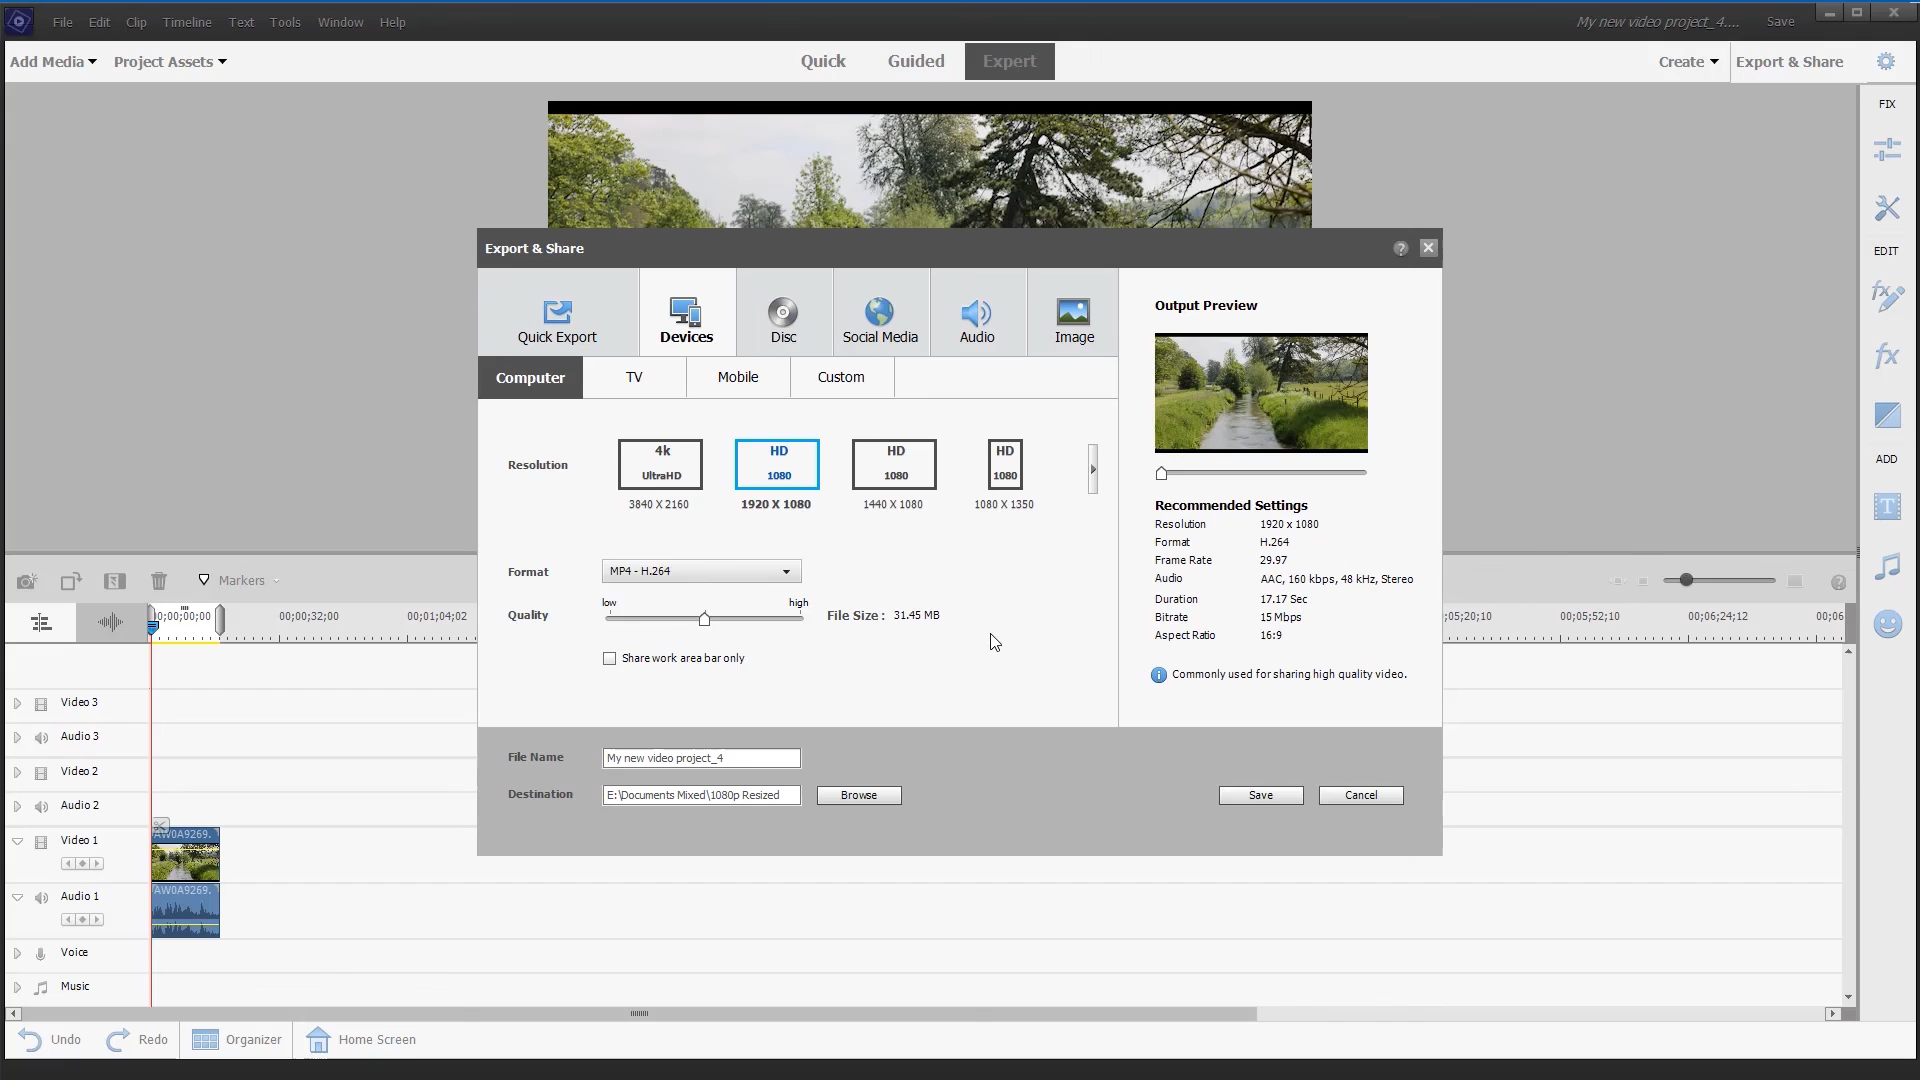 File Edit Clip Timeline Text Tools Window Help
My new video project_4....
Save
Add Media Project Assets
Quick Guided Expert
Create Export & Share
FIX
EDIT
ADD
Export & Share
Quick Export
Devices
Disc
Social Media
Audio
Image
Computer TV Mobile Custom
Resolution
4k
UltraHD
3840 X 2160
HD
1080
1920 X 1080
HD
1080
1440 X 1080
HD
1080
1080 X 1350
Format MP4 - H.264
low high
Quality File Size : 31.45 MB
Share work area bar only
Output Preview
Recommended Settings
Resolution 1920 x 1080
Format H.264
Frame Rate 29.97
Audio AAC, 160 kbps, 48 kHz, Stereo
Duration 17.17 Sec
Bitrate 15 Mbps
Aspect Ratio 16:9
Commonly used for sharing high quality video.
File Name My new video project_4
Destination E:\Documents Mixed\1080p Resized Browse
Save Cancel
Markers
00;00;00;00 00;00;32;00 00;01;04;02 ;05;20;10 00;05;52;10 00;06;24;12 00;06
Video 3
Audio 3
Video 2
Audio 2
Video 1
AW0A9269.
Audio 1
AW0A9269.
Voice
Music
Undo Redo Organizer Home Screen